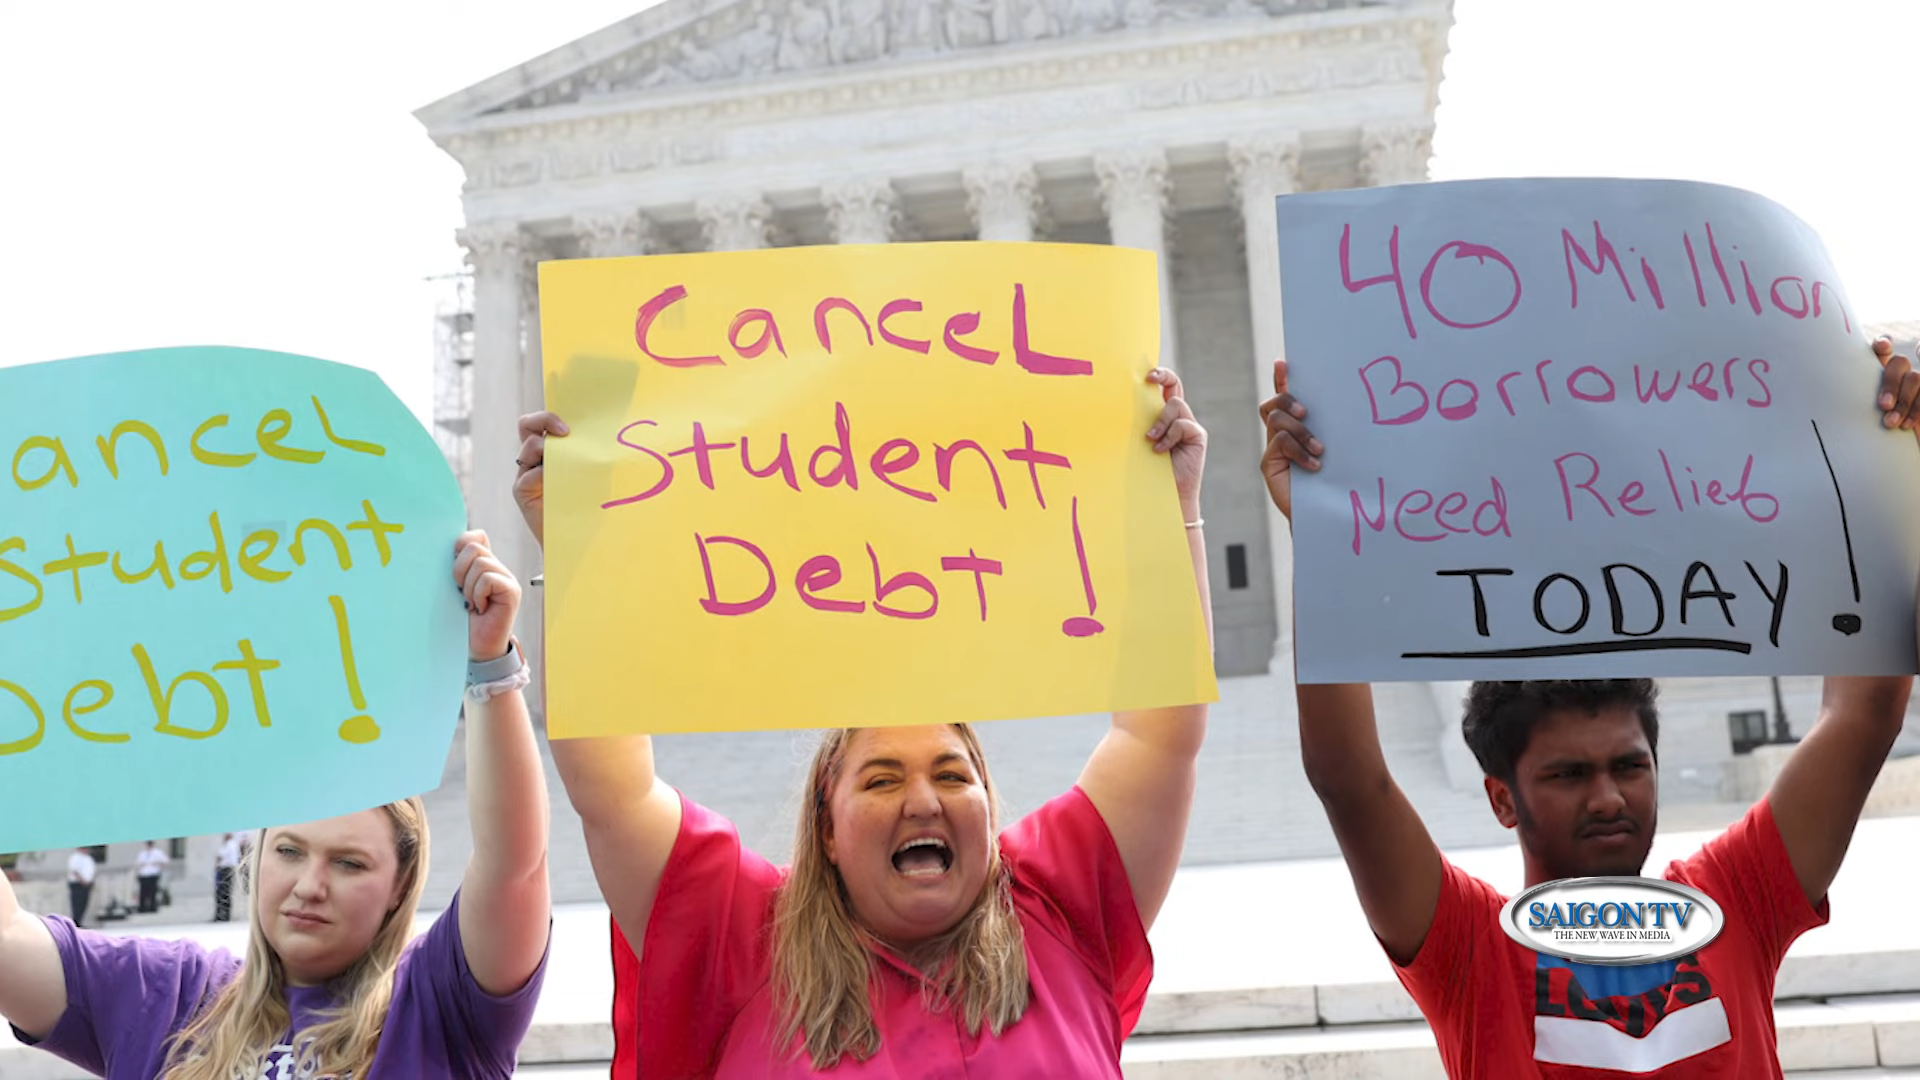 ancel
Student
Debt!
Cancel
Student
Debt!
40 Million
Borrowers
Need Relief
TODAY!
SAIGON TV
THE NEW WAVE IN MEDIA